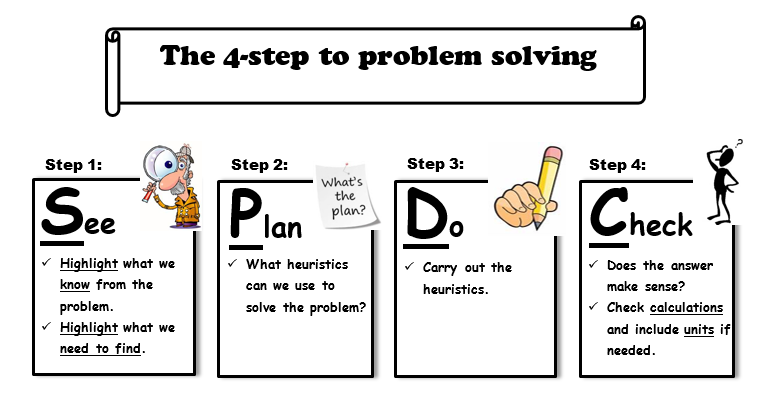 The 4-step to problem solving
Step 1:
See
✓ Highlight what we
know from the
problem.
✓ Highlight what we
need to find.
Step 2:
What's
the
plan?
Plan
✓ What heuristics
can we use to
solve the problem?
Step 3:
Do
✓ Carry out the
heuristics.
Step 4:
?
Check
✓ Does the answer
make sense?
✓ Check calculations
and include units if
needed.